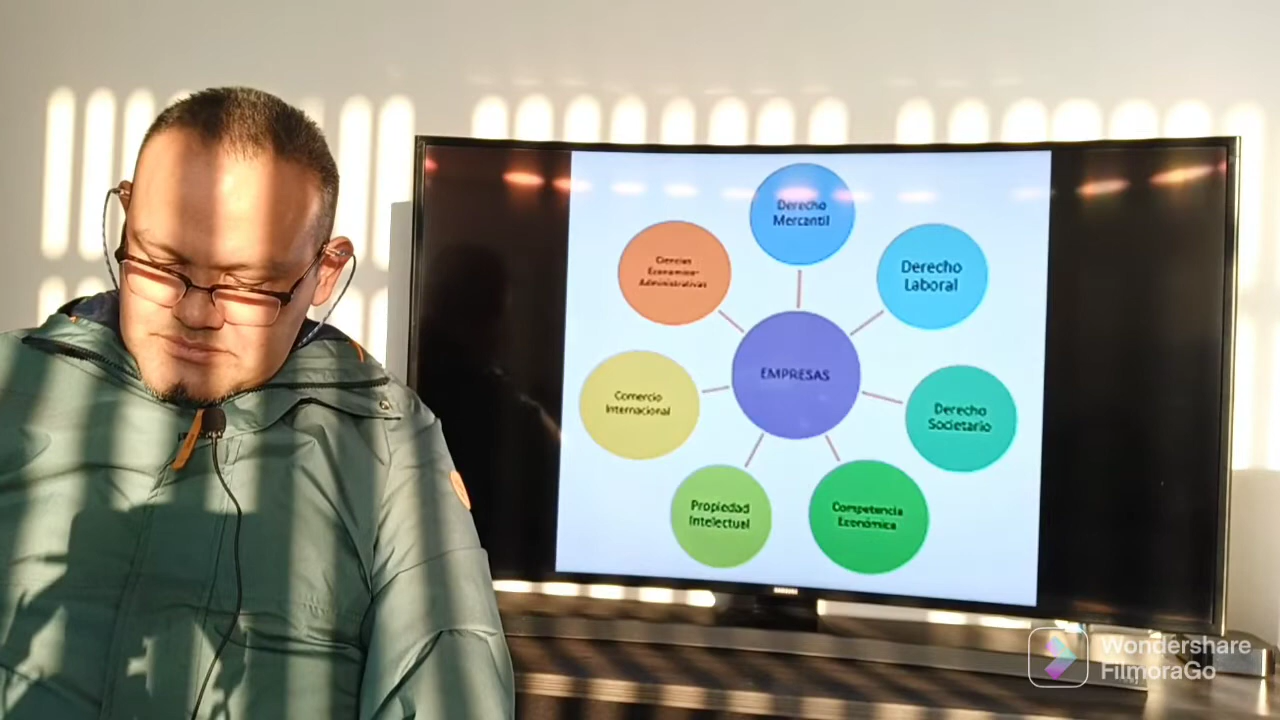 Derecho
Mercantil
Derecho
Laboral
Derecho
Societario
Competencia
Económica
Propiedad
Intelectual
Comercio
Internacional
Ciencias
Económico-
Administrativas
EMPRESAS
Wondershare
FilmoraGo